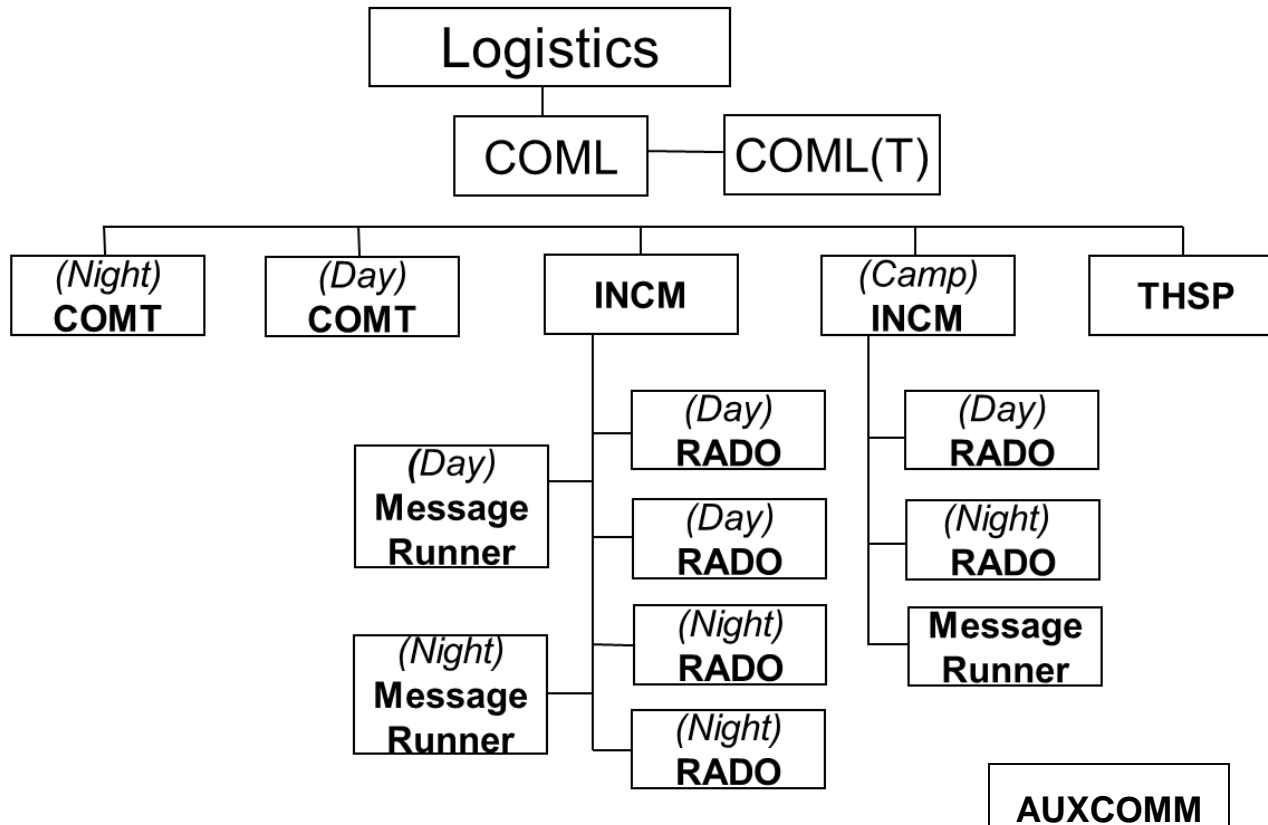 Logistics
COML
COML(T)
(Night)
COMT
(Day)
COMT
INCM
(Camp)
INCM
THSP
(Day)
RADO
(Day)
RADO
(Day)
Message
Runner
(Day)
RADO
(Night)
RADO
(Night)
RADO
Message
Runner
(Night)
Message
Runner
(Night)
RADO
AUXCOMM